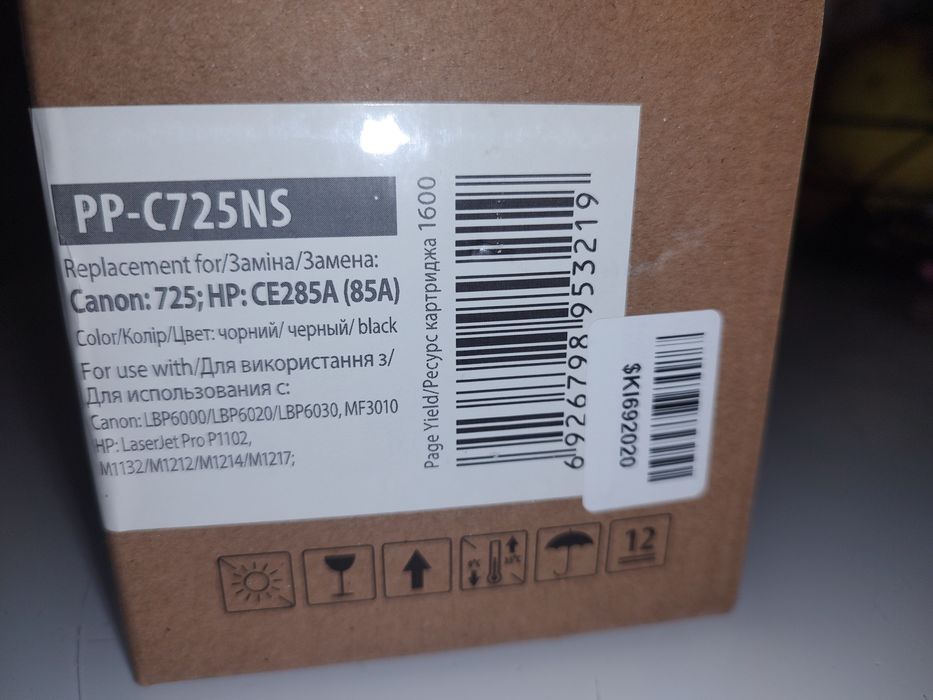 PP-C725NS
Replacement for/Заміна/Замена:
Canon: 725; HP: CE285A (85A)
Color/Колір/Цвет: чорний/ черный/ black
For use with/Для використання з/
Для использования с:
Canon: LBP6000/LBP6020/LBP6030, MF3010
HP: LaserJet Pro P1102,
M1132/M1212/M1214/M1217;
Page Yield/Ресурс картриджа 1600
6926798953219
$KI692020
12